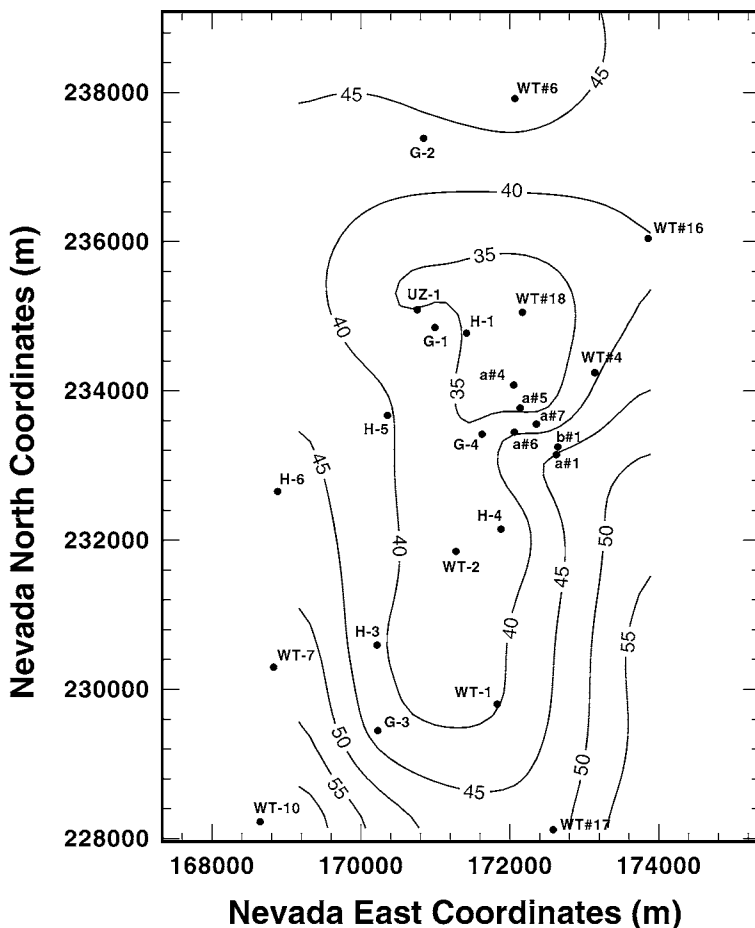 238000
236000
234000
232000
230000
228000
Nevada North Coordinates (m)
45
45
WT#6
G-2
40
WT#16
35
UZ-1
WT#18
40
H-1
G-1
WT#4
a#4
35
a#5
a#7
H-5
G-4
a#6
b#1
a#1
45
H-6
H-4
50
40
WT-2
45
H-3
40
55
WT-7
WT-1
G-3
50
50
55
45
WT-10
WT#17
168000 170000 172000 174000
Nevada East Coordinates (m)